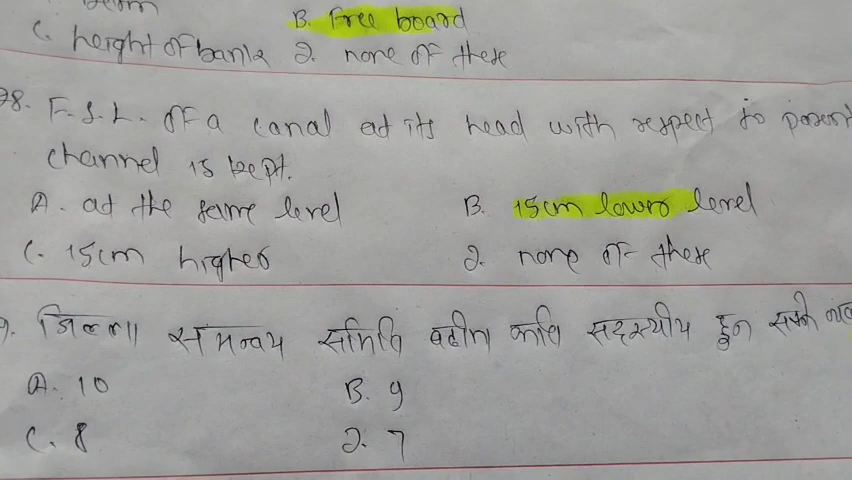 B. Free board
C. height of bank D. none of these
98. F.S.L. of a canal at its head with respect to parent
channel is kept.
A. at the same level B. 15cm lower level
C. 15cm higher D. none of these
9. जिल्ला समन्वय समिति बढीमा कति सदस्यीय हुन सक्ने
A. 10 B. 9
C. 8 D. 7